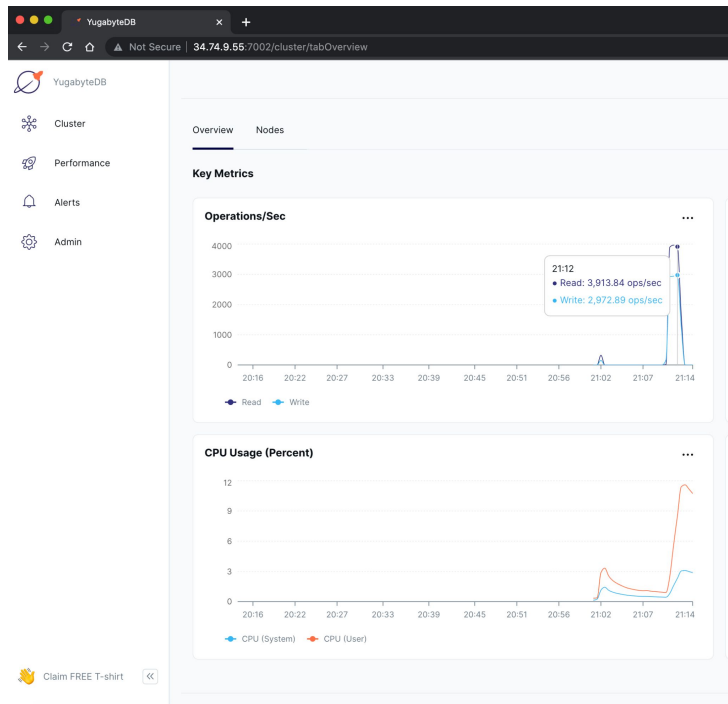 YugabyteDB
Not Secure | 34.74.9.55:7002/cluster/tabOverview
YugabyteDB
Cluster
Performance
Alerts
Admin
Claim FREE T-shirt
Overview Nodes
Key Metrics
Operations/Sec
4000
3000
2000
1000
0
21:12
Read: 3,913.84 ops/sec
Write: 2,972.89 ops/sec
20:16 20:22 20:27 20:33 20:39 20:45 20:51 20:56 21:02 21:07 21:14
Read Write
CPU Usage (Percent)
12
9
6
3
0
20:16 20:22 20:27 20:33 20:39 20:45 20:51 20:56 21:02 21:07 21:14
CPU (System) CPU (User)